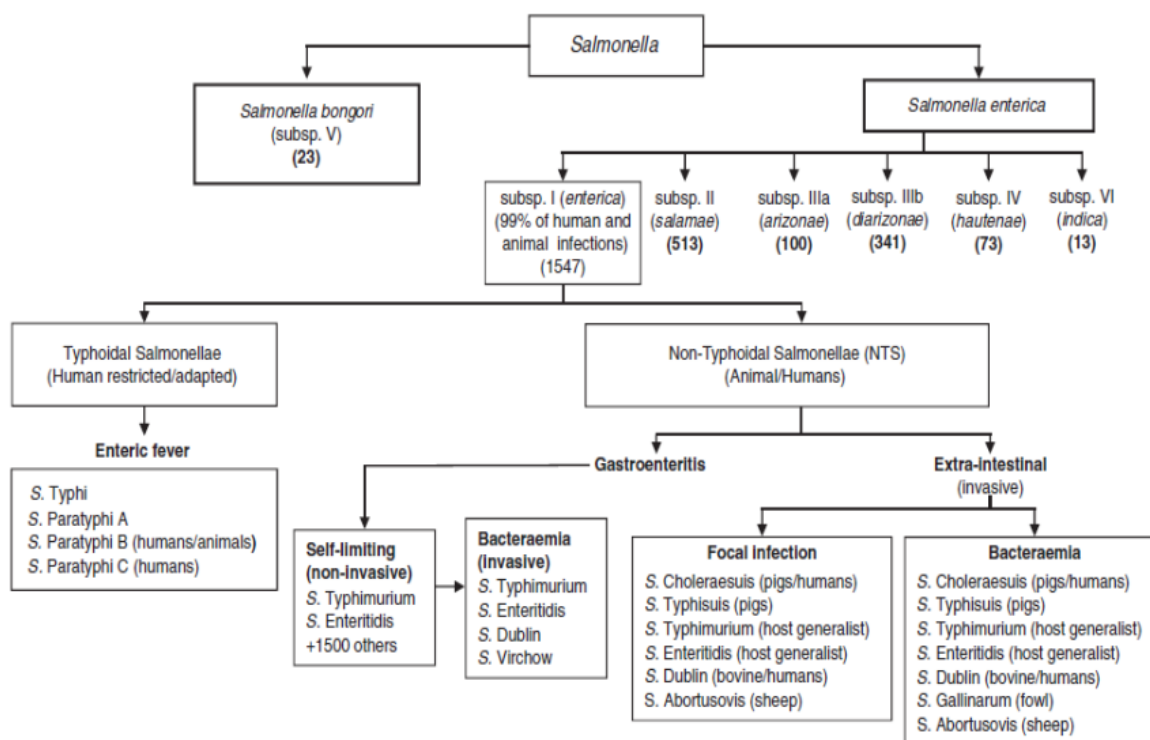 Salmonella
Salmonella bongori
(subsp. V)
(23)
Salmonella enterica
subsp. I (enterica)
(99% of human and
animal infections)
(1547)
subsp. II
(salamae)
(513)
subsp. IIIa
(arizonae)
(100)
subsp. IIIb
(diarizonae)
(341)
subsp. IV
(hautenae)
(73)
subsp. VI
(indica)
(13)
Typhoidal Salmonellae
(Human restricted/adapted)
Non-Typhoidal Salmonellae (NTS)
(Animal/Humans)
Enteric fever
S. Typhi
S. Paratyphi A
S. Paratyphi B (humans/animals)
S. Paratyphi C (humans)
Gastroenteritis
Extra-intestinal
(invasive)
Self-limiting
(non-invasive)
S. Typhimurium
S. Enteritidis
+1500 others
Bacteraemia
(Invasive)
S. Typhimurium
S. Enteritidis
S. Dublin
S. Virchow
Focal infection
S. Choleraesuis (pigs/humans)
S. Typhisuis (pigs)
S. Typhimurium (host generalist)
S. Enteritidis (host generalist)
S. Dublin (bovine/humans)
S. Abortusovis (sheep)
Bacteraemia
S. Choleraesuis (pigs/humans)
S. Typhisuis (pigs)
S. Typhimurium (host generalist)
S. Enteritidis (host generalist)
S. Dublin (bovine/humans)
S. Gallinarum (fowl)
S. Abortusovis (sheep)